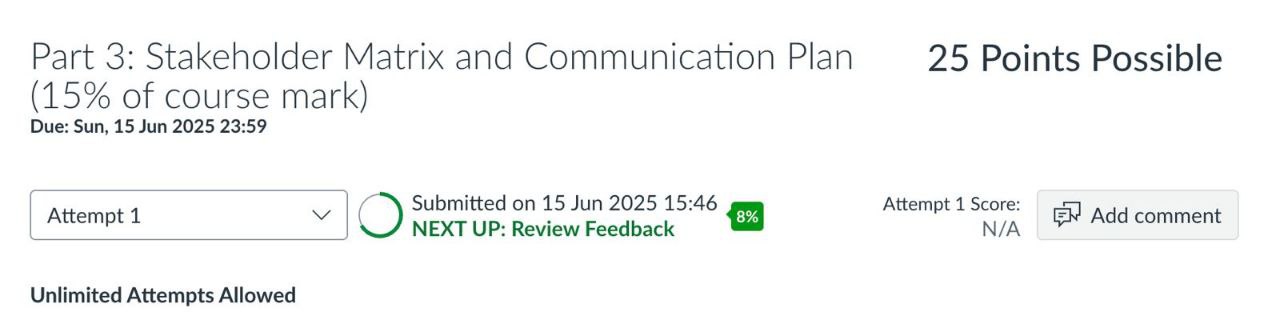 Part 3: Stakeholder Matrix and Communication Plan
(15% of course mark)
25 Points Possible
Due: Sun, 15 Jun 2025 23:59
Attempt 1
Submitted on 15 Jun 2025 15:46
NEXT UP: Review Feedback
8%
Attempt 1 Score:
N/A
Add comment
Unlimited Attempts Allowed